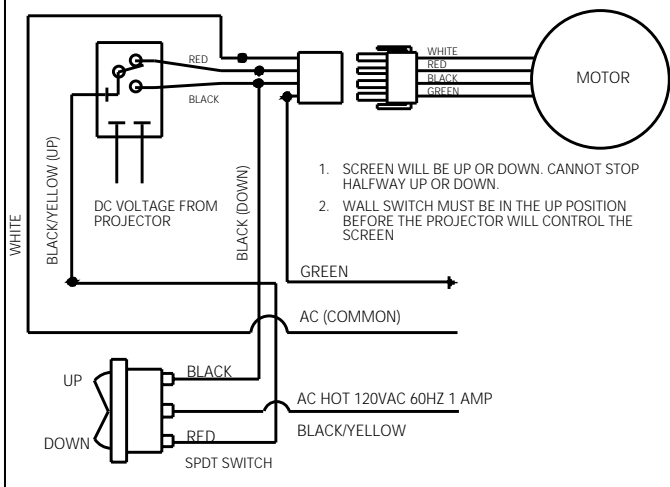 RED
BLACK
WHITE
RED
BLACK
GREEN
MOTOR
1. SCREEN WILL BE UP OR DOWN. CANNOT STOP
HALFWAY UP OR DOWN.
2. WALL SWITCH MUST BE IN THE UP POSITION
BEFORE THE PROJECTOR WILL CONTROL THE
SCREEN
DC VOLTAGE FROM
PROJECTOR
WHITE
BLACK/YELLOW (UP)
BLACK (DOWN)
GREEN
AC (COMMON)
UP
BLACK
AC HOT 120VAC 60HZ 1 AMP
DOWN
RED
BLACK/YELLOW
SPDT SWITCH